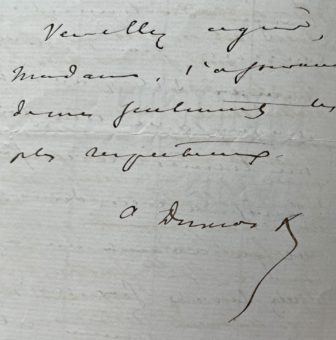 Veuillez agréer,
Madame, l'assurance
de mes sentiments les
plus respectueux.
A Dumas